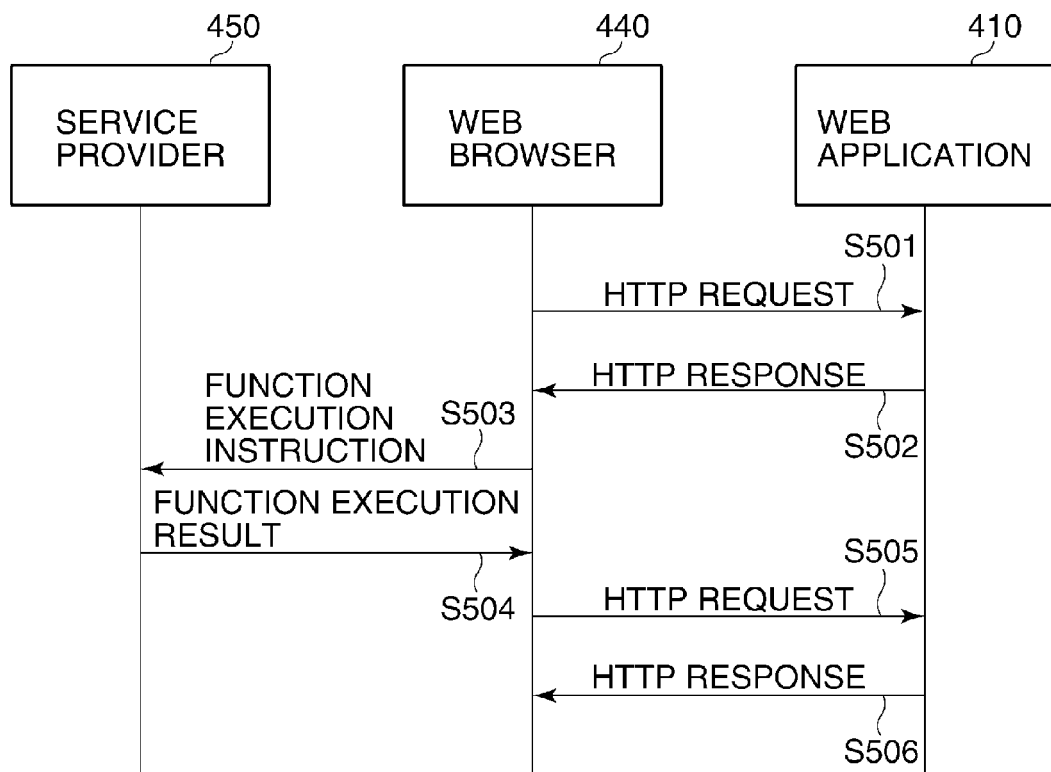 450
440
410
SERVICE
PROVIDER
WEB
BROWSER
WEB
APPLICATION
S501
HTTP REQUEST
HTTP RESPONSE
S502
FUNCTION
EXECUTION
INSTRUCTION
S503
FUNCTION EXECUTION
RESULT
S504
S505
HTTP REQUEST
HTTP RESPONSE
S506